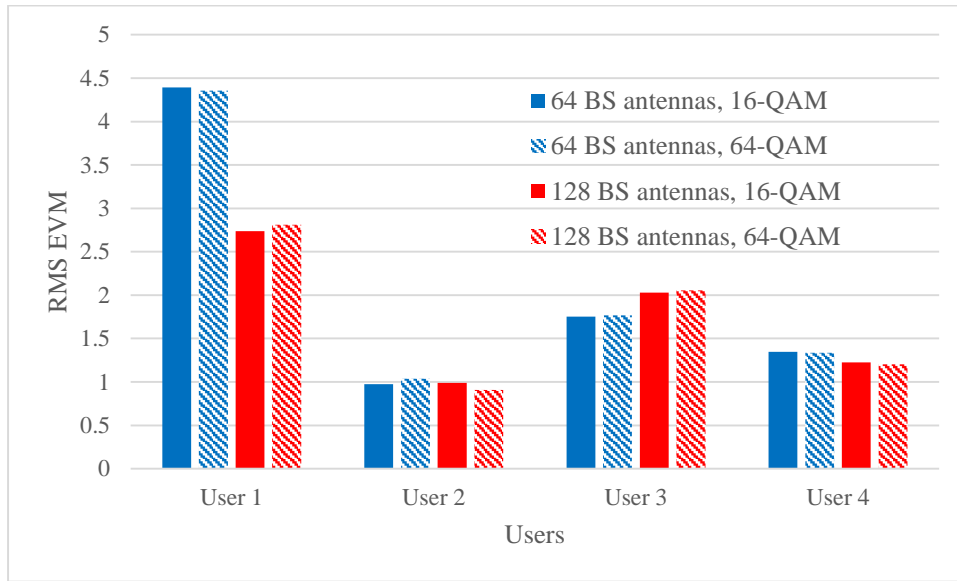 5
4.5
4
3.5
3
2.5
2
1.5
1
0.5
0
RMS EVM
64 BS antennas, 16-QAM
64 BS antennas, 64-QAM
128 BS antennas, 16-QAM
128 BS antennas, 64-QAM
User 1
User 2
User 3
User 4
Users